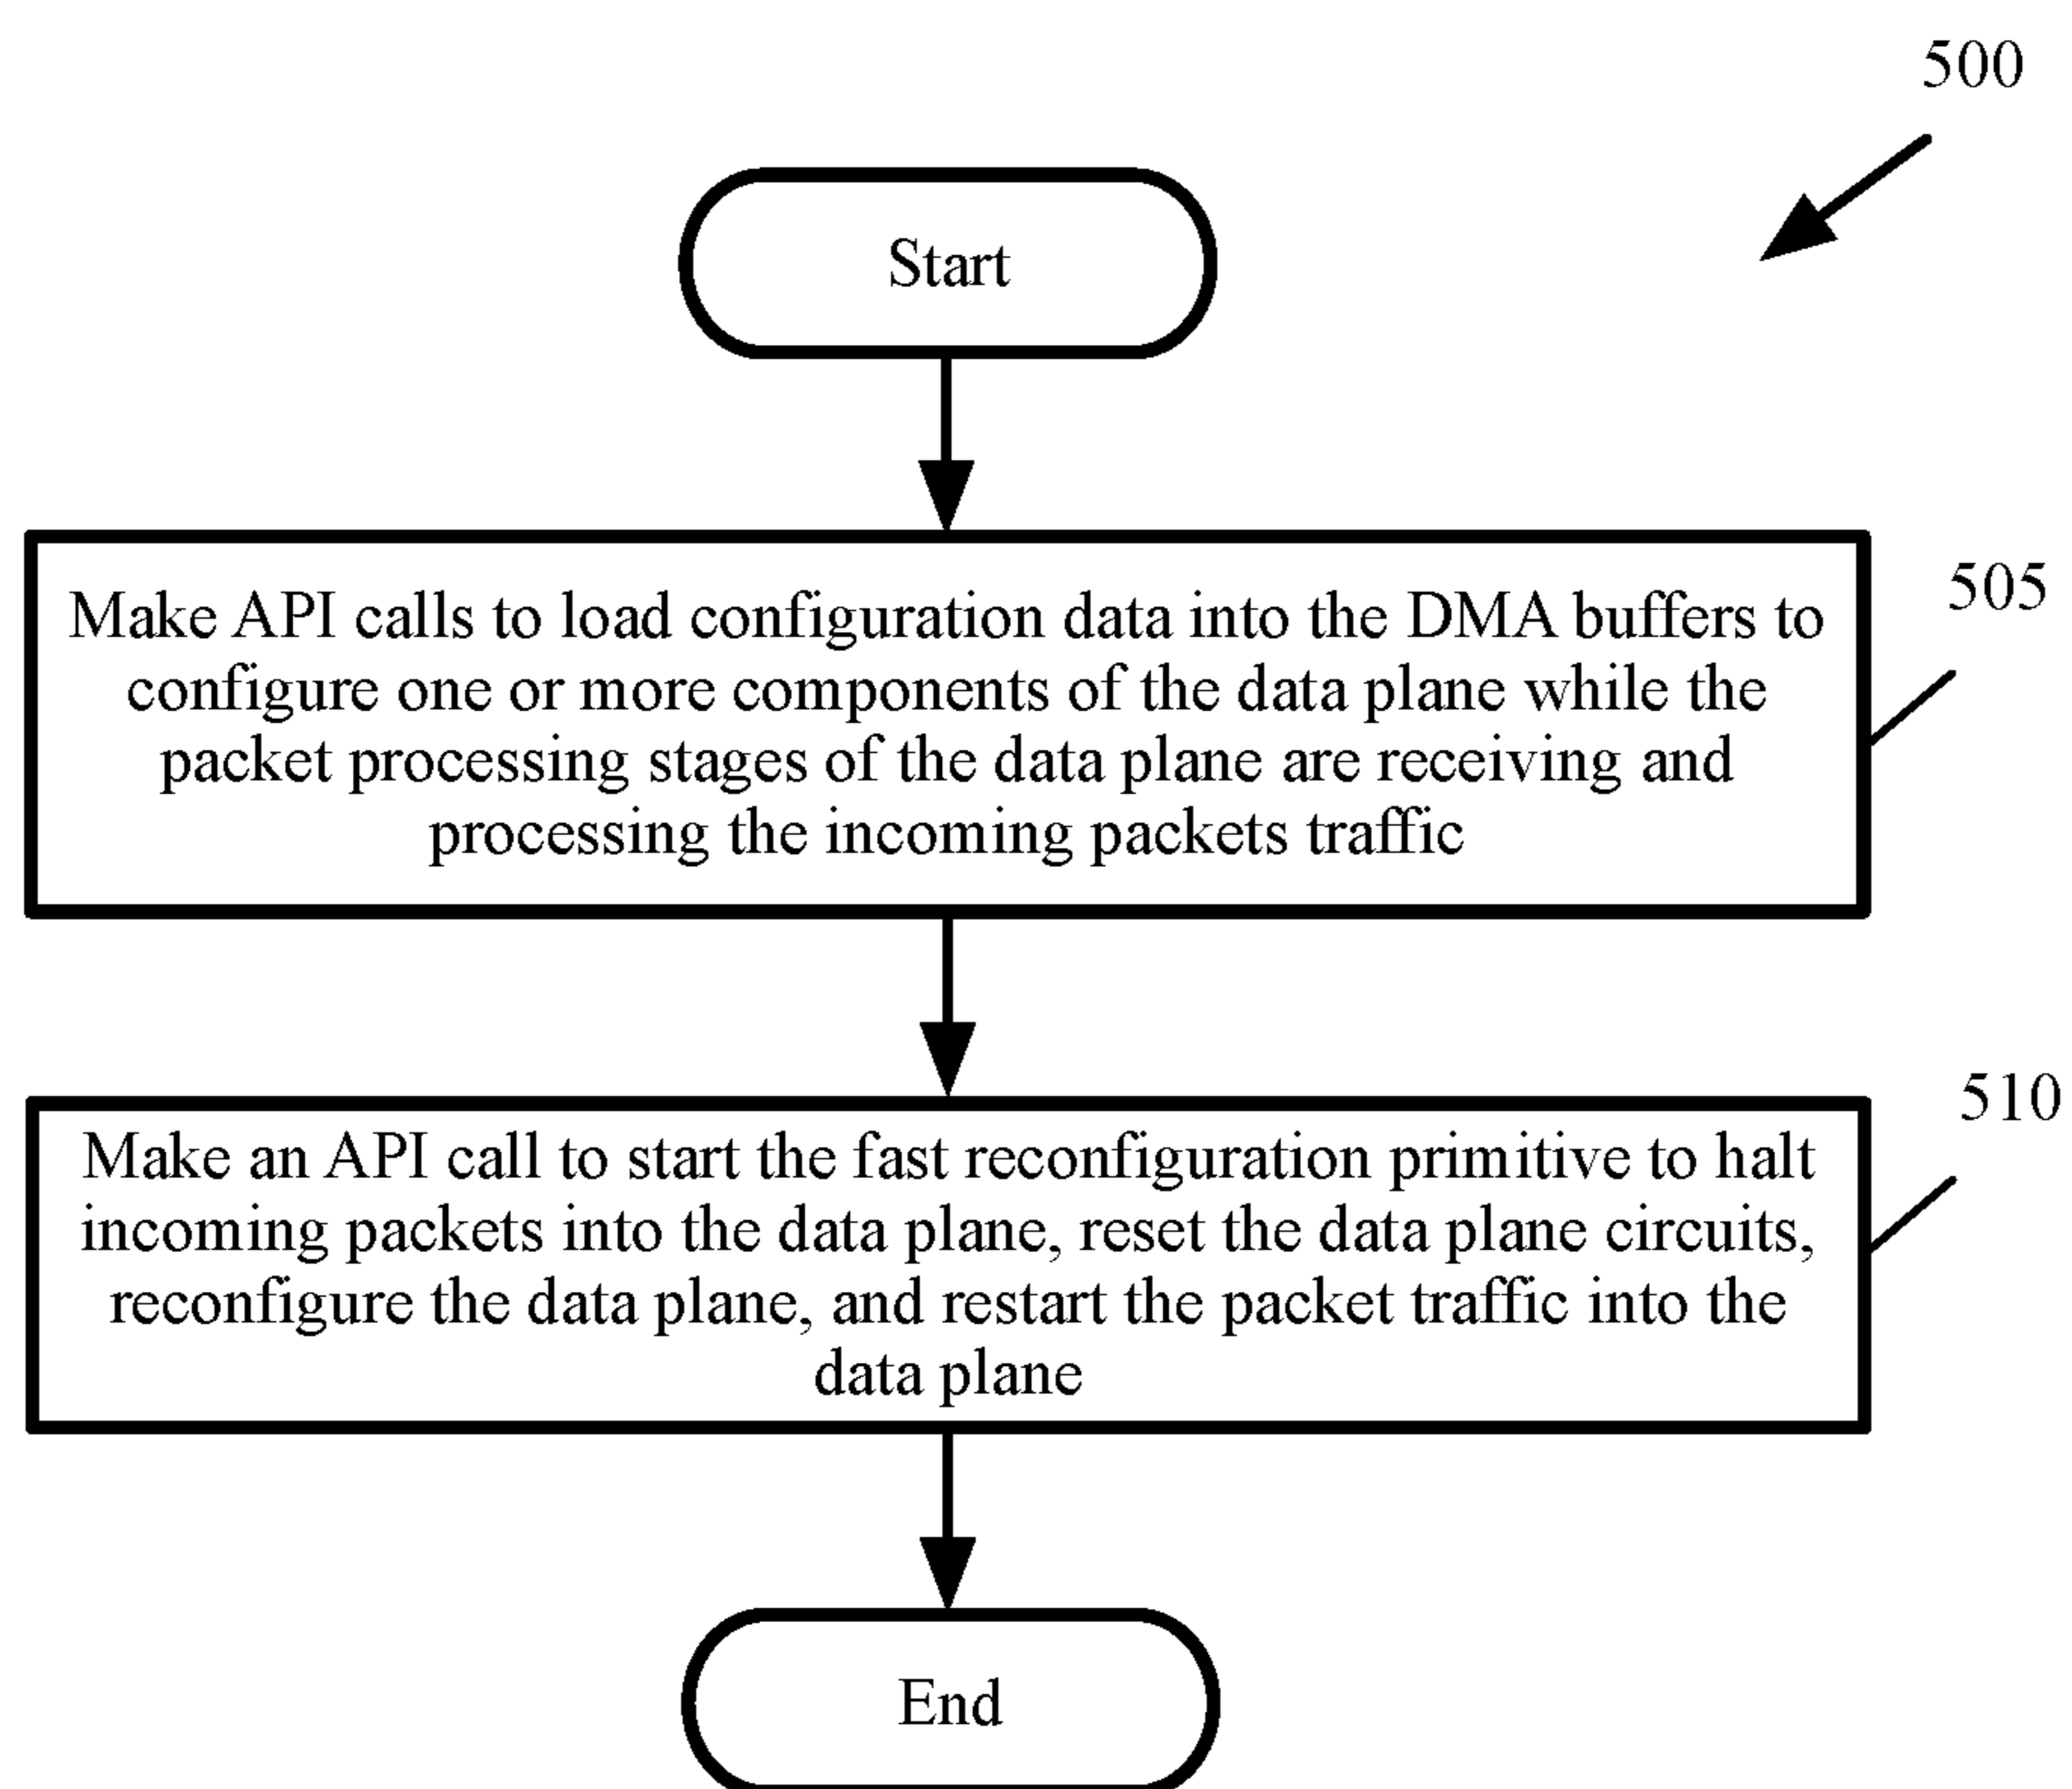 500
Start
Make API calls to load configuration data into the DMA buffers to
configure one or more components of the data plane while the
packet processing stages of the data plane are receiving and
processing the incoming packets traffic
505
Make an API call to start the fast reconfiguration primitive to halt
incoming packets into the data plane, reset the data plane circuits,
reconfigure the data plane, and restart the packet traffic into the
data plane
510
End